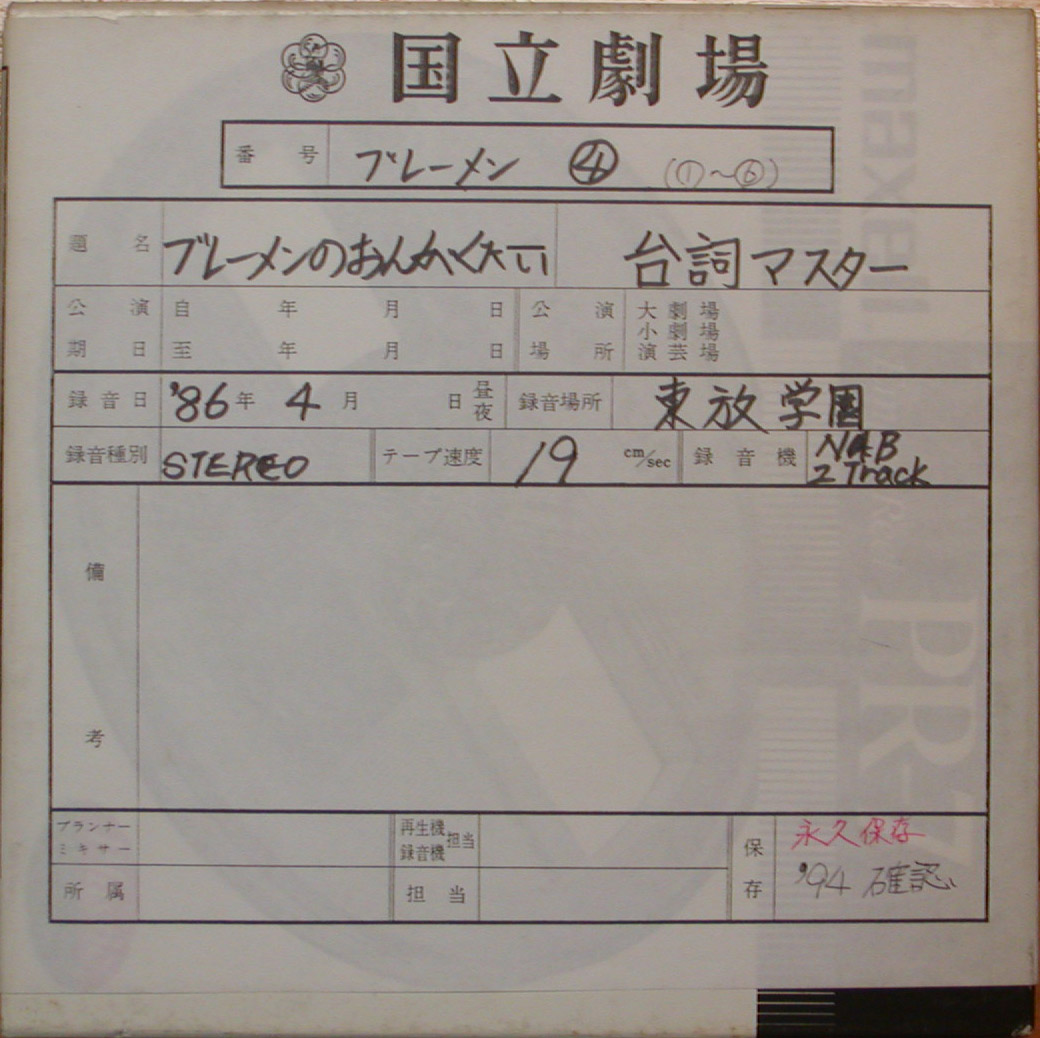 国立劇場
番号 ブレーメン ④ (①〜⑥)
題名 ブレーメンのおんがくたい 台詞マスター
公演 自 年 月 日 公演 大劇場
小劇場
期日 至 年 月 日 場所 演芸場
録音日 '86年 4月 日 昼夜 録音場所 東放学園
録音種別 STEREO テープ速度 19 cm/sec 録音機 NAB
2 Track
備考
プランナー 再生機 担当 保存 永久保存
ミキサー 録音機
所属 担当 '94 確認
maxell